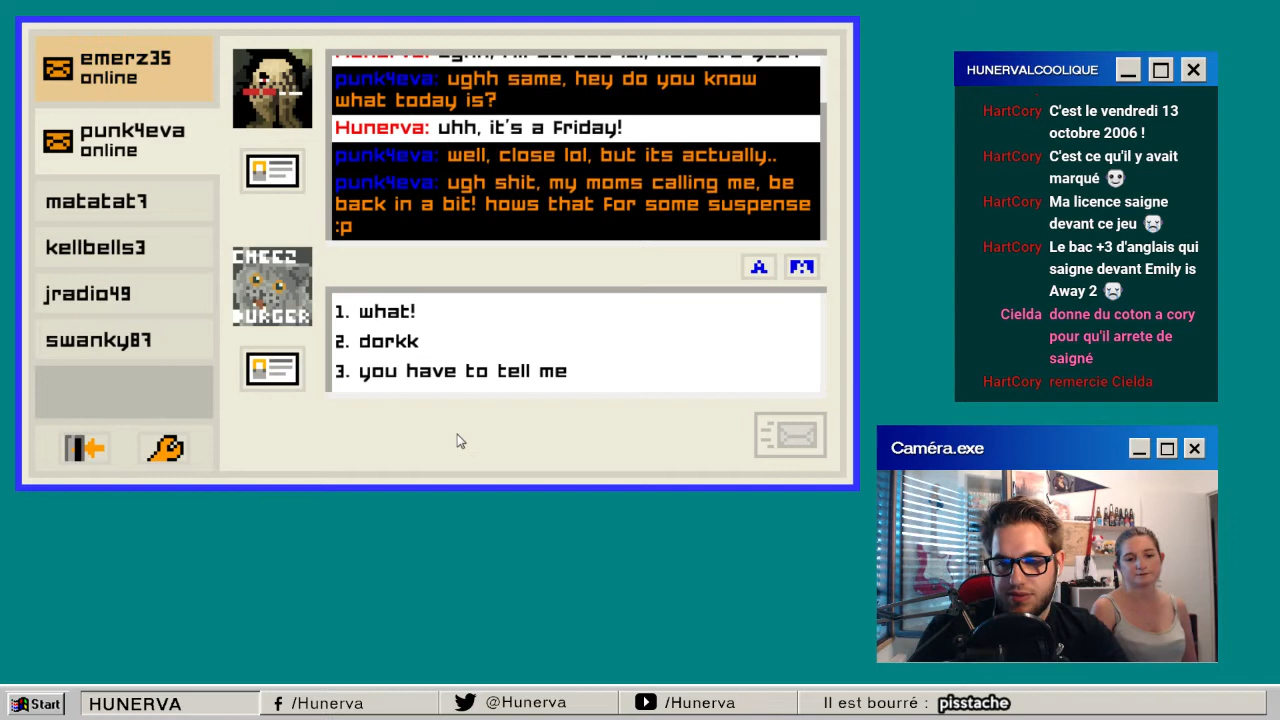 emerz35
online
punk4eva
online
matatat7
kellbells3
jradio49
swanky87
punk4eva: ughh same, hey do you know
what today is?
Hunerva: uhh, it's a Friday!
punk4eva: well, close lol, but its actually..
punk4eva: ugh shit, my moms calling me, be
back in a bit! hows that for some suspense
:p
CHEEZ
BURGER
1. what!
2. dorkk
3. you have to tell me
HUNERVALCOOLIQUE
HartCory C'est le vendredi 13
octobre 2006 !
HartCory C'est ce qu'il y avait
marqué
HartCory Ma licence saigne
devant ce jeu
HartCory Le bac +3 d'anglais qui
saigne devant Emily is
Away 2
Cielda donne du coton a cory
pour qu'il arrete de
saigné
HartCory remercie Cielda
Caméra.exe
Start
HUNERVA
/Hunerva
@Hunerva
/Hunerva
Il est bourré : pisstache